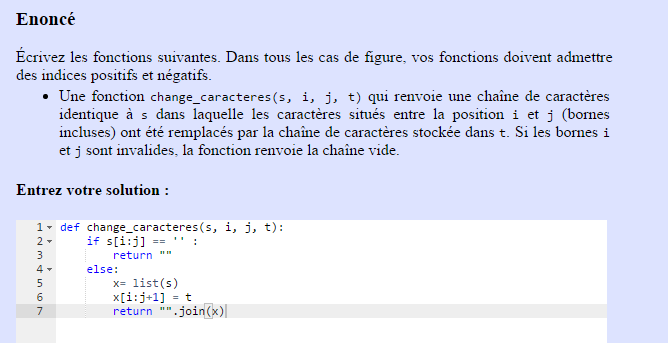 Enoncé
Écrivez les fonctions suivantes. Dans tous les cas de figure, vos fonctions doivent admettre
des indices positifs et négatifs.
• Une fonction change_caracteres(s, i, j, t) qui renvoie une chaîne de caractères
identique à s dans laquelle les caractères situés entre la position i et j (bornes
incluses) ont été remplacés par la chaîne de caractères stockée dans t. Si les bornes i
et j sont invalides, la fonction renvoie la chaîne vide.
Entrez votre solution :
1 def change_caracteres(s, i, j, t):
2     if s[i:j] == '' :
3         return ""
4     else:
5         x= list(s)
6         x[i:j+1] = t
7         return "".join(x)